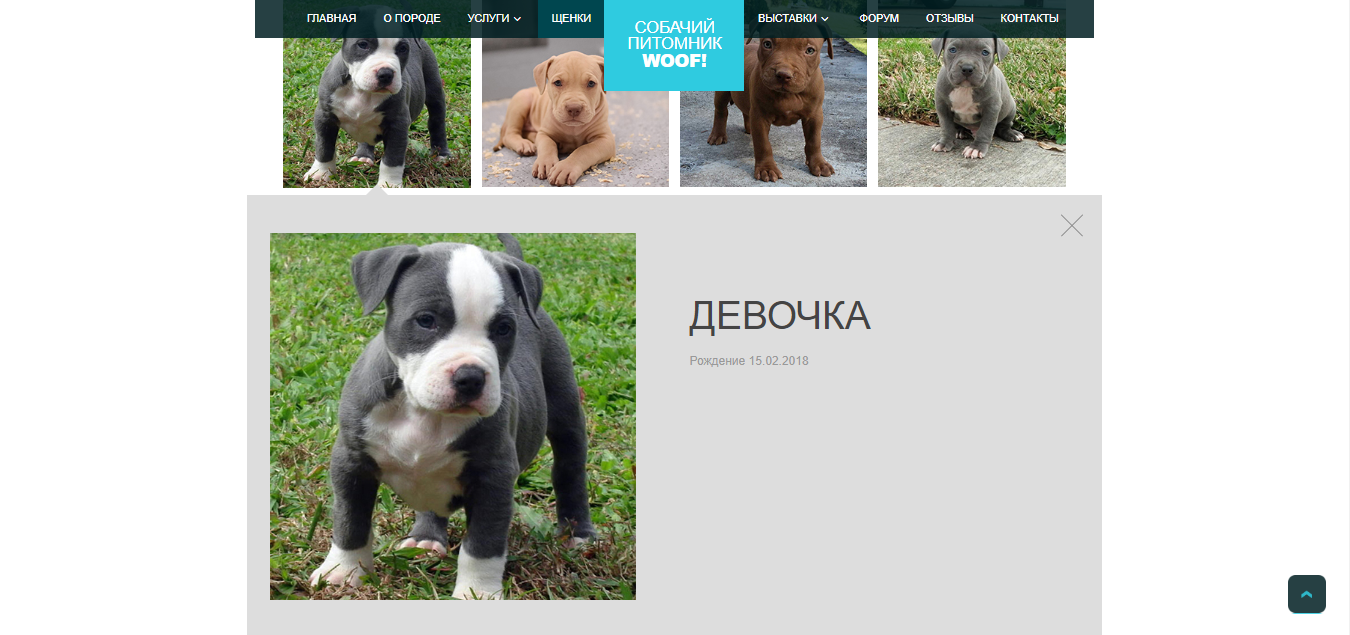 ГЛАВНАЯ О ПОРОДЕ УСЛУГИ ЩЕНКИ
СОБАЧИЙ
ПИТОМНИК
WOOF!
ВЫСТАВКИ ФОРУМ ОТЗЫВЫ КОНТАКТЫ
ДЕВОЧКА
Рождение 15.02.2018